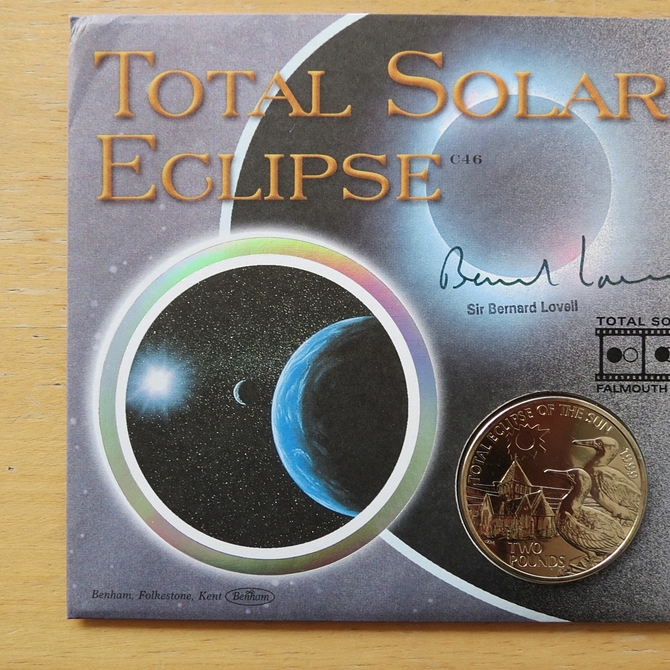 TOTAL SOLAR
ECLIPSE C46
Sir Bernard Lovell
TOTAL SO
FALMOUTH
TOTAL ECLIPSE OF THE SUN 1999
TWO
POUNDS
Benham, Folkestone, Kent Benham